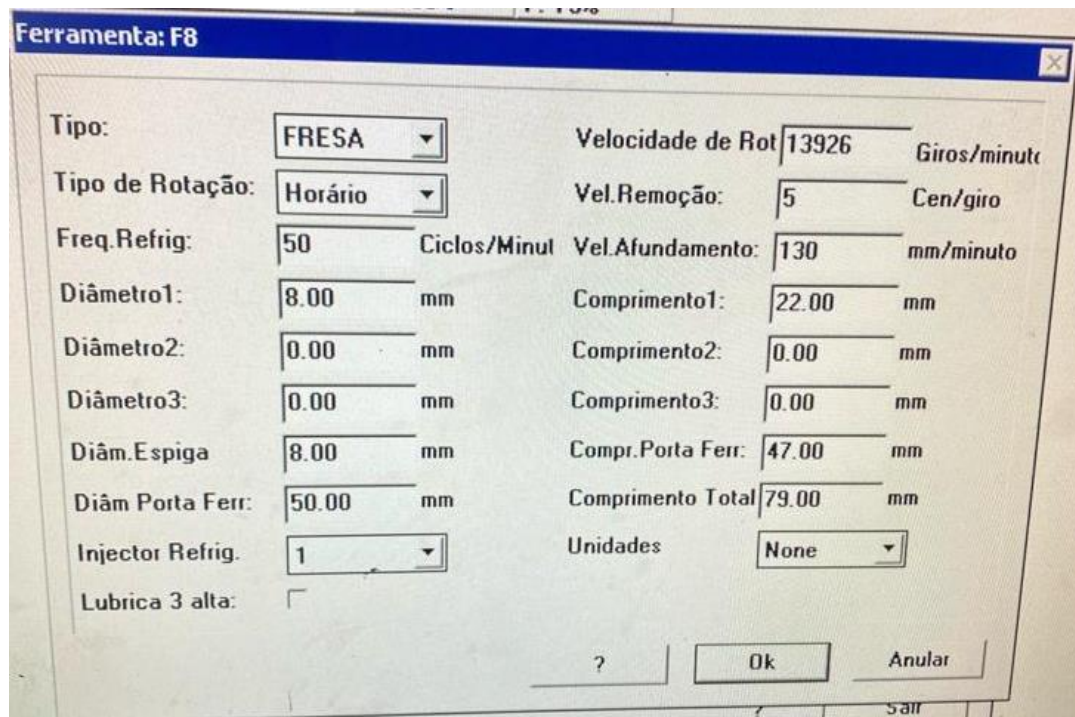 Ferramenta: F8
Tipo: FRESA Velocidade de Rot 13926 Giros/minutc
Tipo de Rotação: Horário Vel.Remoção: 5 Cen/giro
Freq.Refrig: 50 Ciclos/Minut Vel.Afundamento: 130 mm/minuto
Diâmetro1: 8.00 mm Comprimento1: 22.00 mm
Diâmetro2: 0.00 mm Comprimento2: 0.00 mm
Diâmetro3: 0.00 mm Comprimento3: 0.00 mm
Diâm.Espiga 8.00 mm Compr.Porta Ferr: 47.00 mm
Diâm Porta Ferr: 50.00 mm Comprimento Total 79.00 mm
Injector Refrig. 1 Unidades None
Lubrica 3 alta:
? Ok Anular